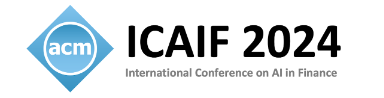 acm
ICAIF 2024
International Conference on AI in Finance